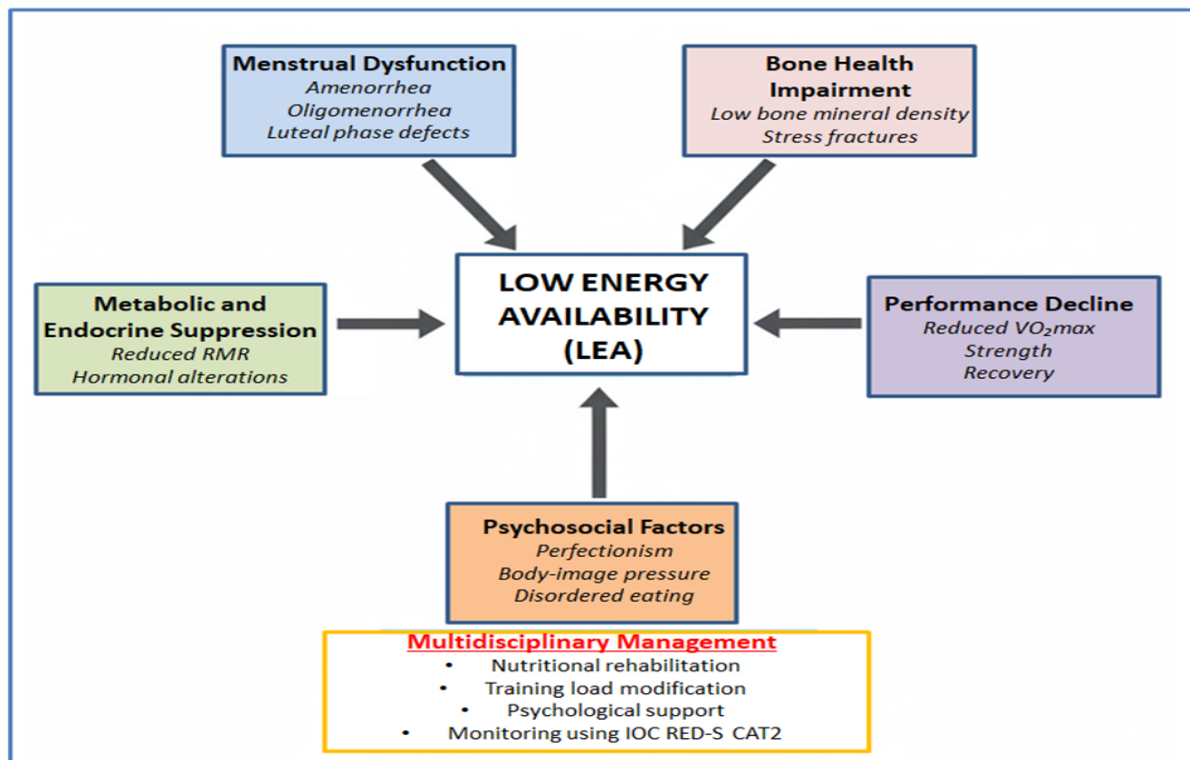 Menstrual Dysfunction
Amenorrhea
Oligomenorrhea
Luteal phase defects
Bone Health
Impairment
Low bone mineral density
Stress fractures
LOW ENERGY
AVAILABILITY
(LEA)
Metabolic and
Endocrine Suppression
Reduced RMR
Hormonal alterations
Performance Decline
Reduced VO₂max
Strength
Recovery
Psychosocial Factors
Perfectionism
Body-image pressure
Disordered eating
Multidisciplinary Management
• Nutritional rehabilitation
• Training load modification
• Psychological support
• Monitoring using IOC RED-S CAT2